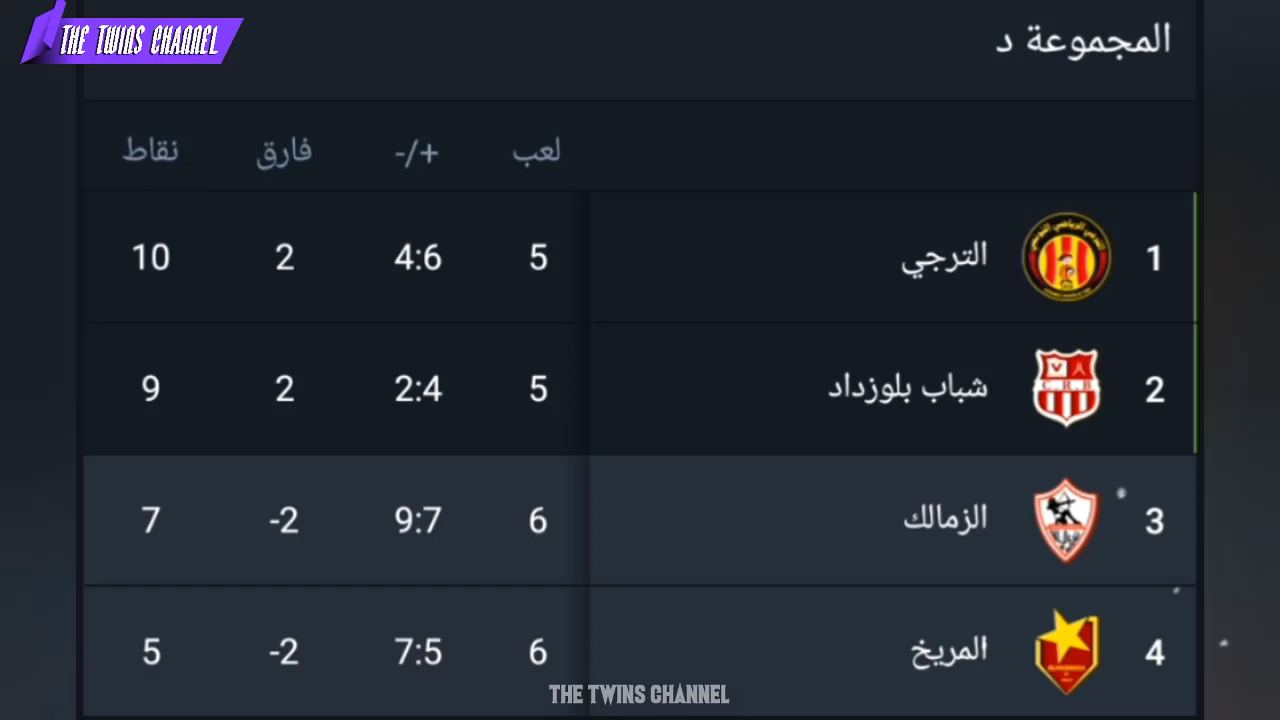 THE TWINS CHANNEL
المجموعة د
لعب +/- فارق نقاط
1 الترجي 5 4:6 2 10
2 شباب بلوزداد 5 2:4 2 9
3 الزمالك 6 9:7 -2 7
4 المريخ 6 7:5 -2 5
THE TWINS CHANNEL